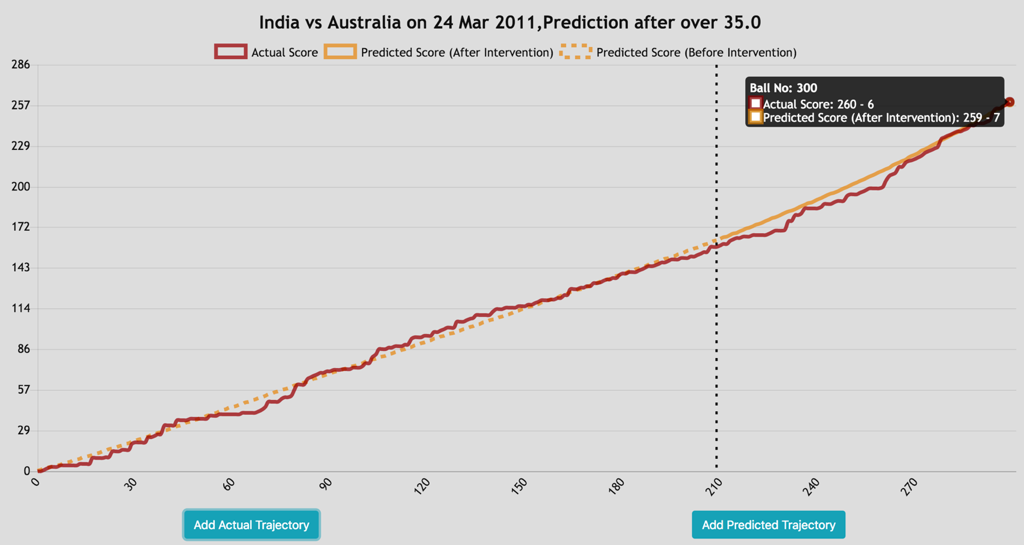 India vs Australia on 24 Mar 2011,Prediction after over 35.0
Actual Score Predicted Score (After Intervention) Predicted Score (Before Intervention)
286
257
229
200
172
143
114
86
57
29
0
Ball No: 300
Actual Score: 260 - 6
Predicted Score (After Intervention): 259 - 7
0 30 60 90 120 150 180 210 240 270
Add Actual Trajectory Add Predicted Trajectory